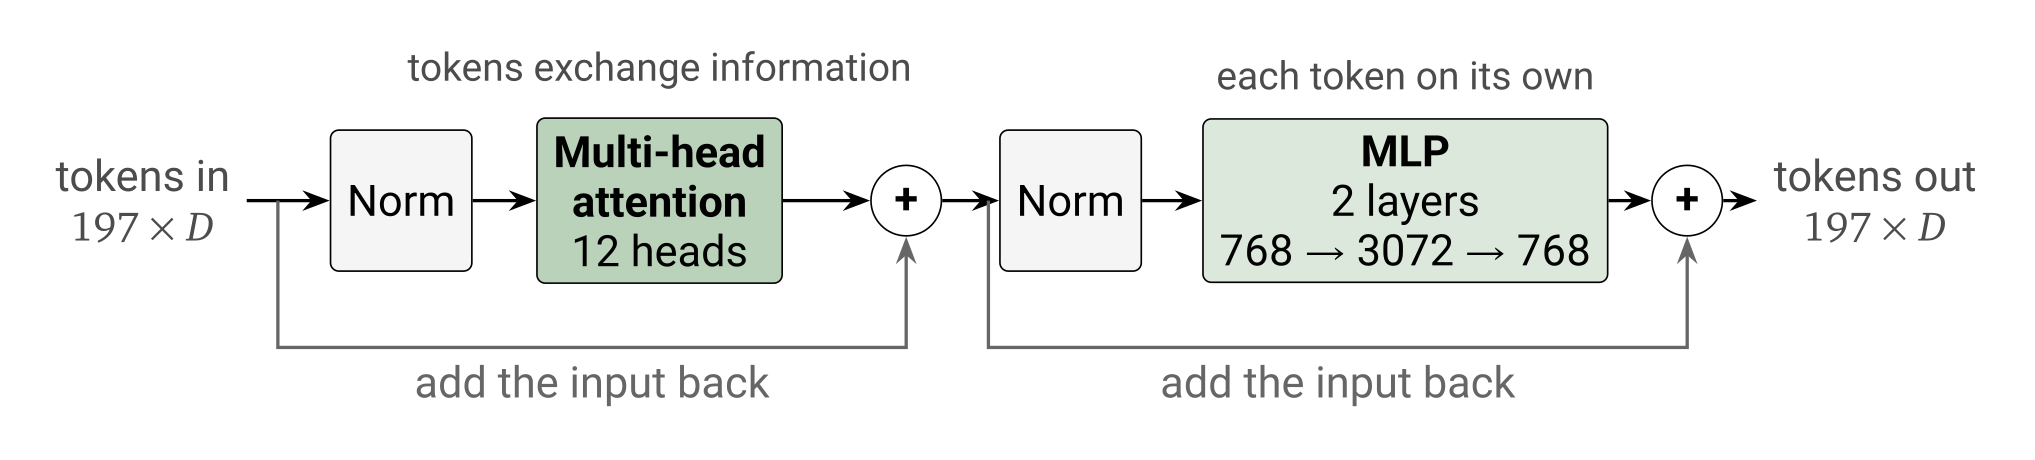 tokens exchange information
each token on its own
tokens in
197 × D
Norm
Multi-head
attention
12 heads
+
Norm
MLP
2 layers
768 → 3072 → 768
+
tokens out
197 × D
add the input back
add the input back